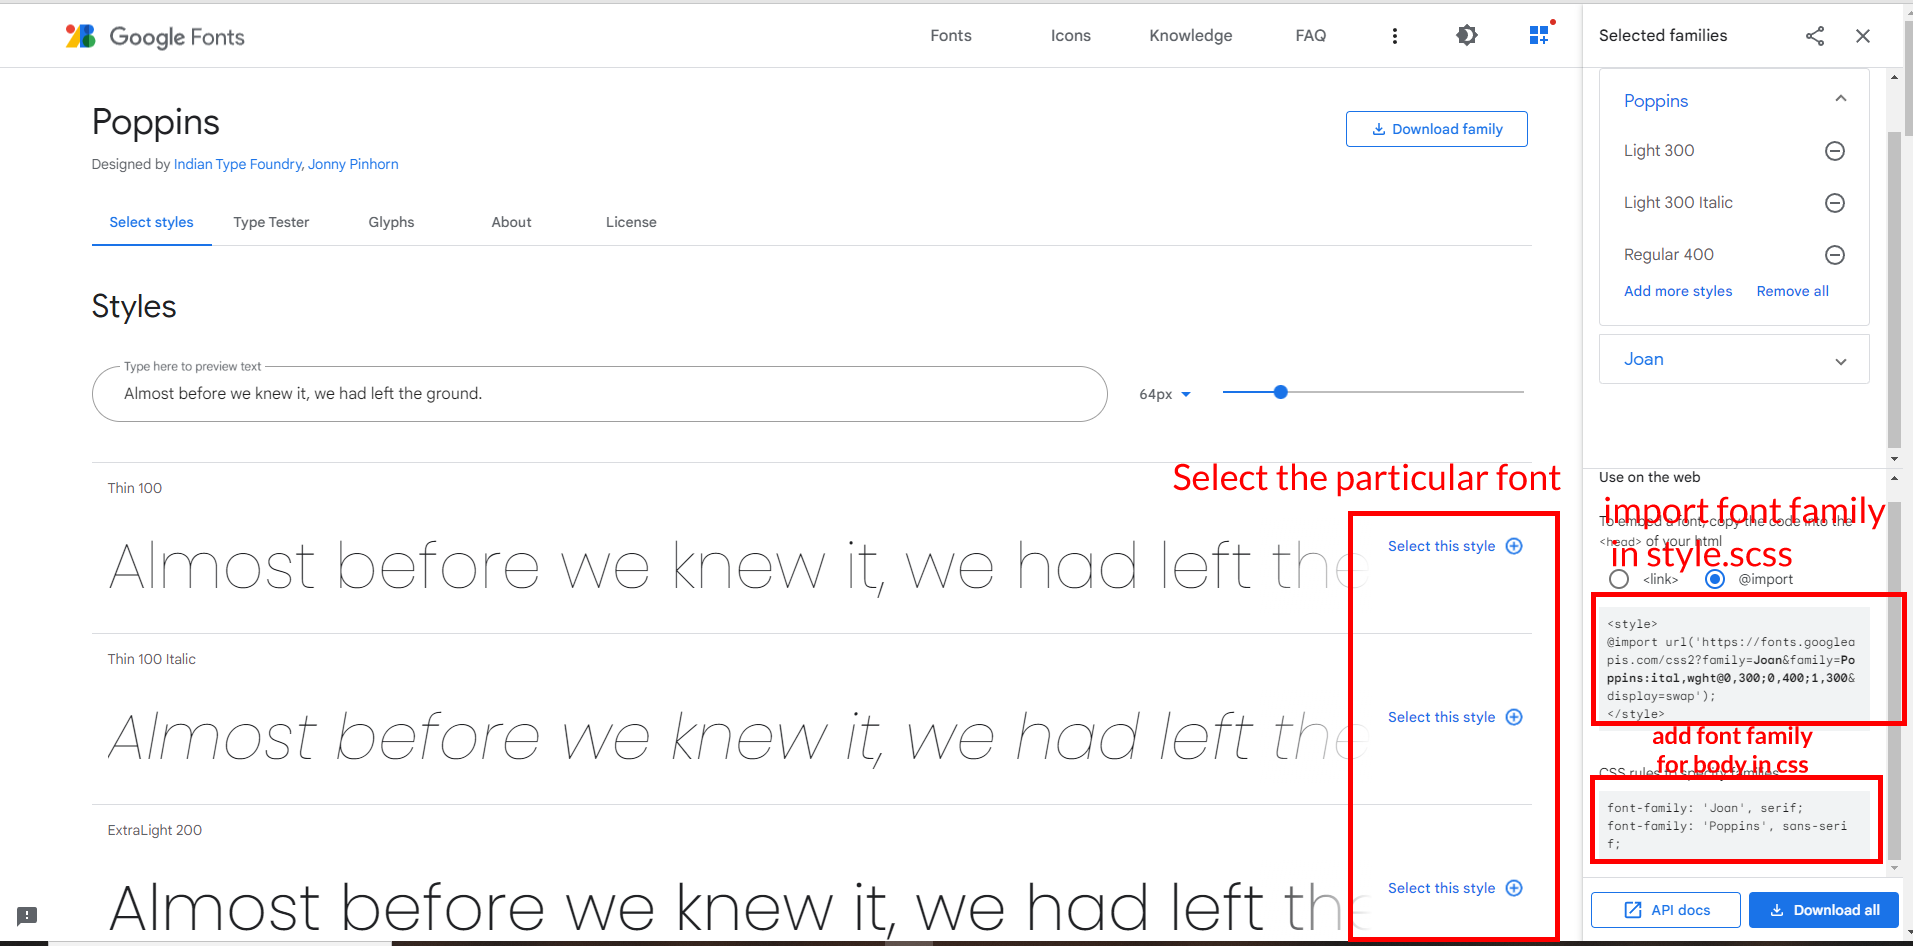 Google Fonts
Fonts
Icons
Knowledge
FAQ
Poppins
Download family
Designed by Indian Type Foundry, Jonny Pinhorn
Select styles
Type Tester
Glyphs
About
License
Styles
Type here to preview text
Almost before we knew it, we had left the ground.
64px
Select the particular font
Thin 100
Almost before we knew it, we had left the
Select this style
Thin 100 Italic
Almost before we knew it, we had left the
Select this style
ExtraLight 200
Almost before we knew it, we had left the
Select this style
Selected families
Poppins
Light 300
Light 300 Italic
Regular 400
Add more styles
Remove all
Joan
Use on the web
import font family
To embed a font, copy the code into the
<head> of your html
in style.scss
<link>
@import
<style>
@import url('https://fonts.googlea
pis.com/css2?family=Joan&family=Po
ppins:ital,wght@0,300;0,400;1,300&
display=swap');
</style>
add font family
for body in css
CSS rules to specify families
font-family: 'Joan', serif;
font-family: 'Poppins', sans-seri
f;
API docs
Download all